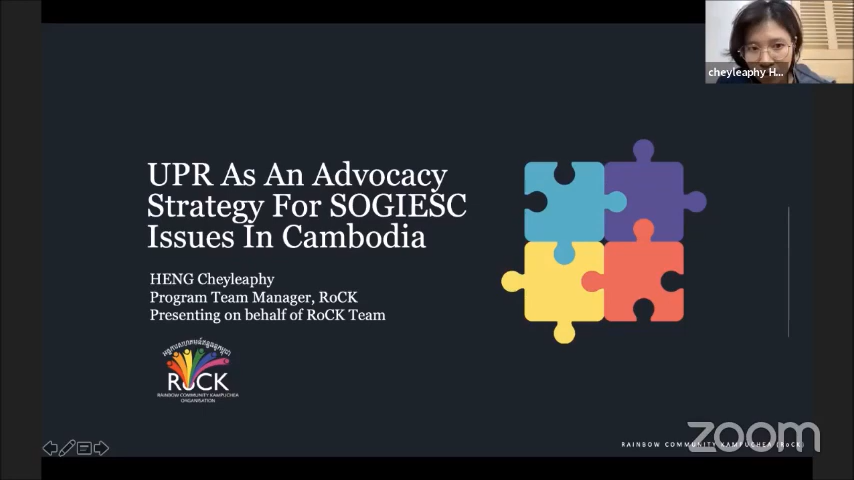 cheyleaphy H...
UPR As An Advocacy
Strategy For SOGIESC
Issues In Cambodia
HENG Cheyleaphy
Program Team Manager, RoCK
Presenting on behalf of RoCK Team
RoCK
RAINBOW COMMUNITY KAMPUCHEA
ORGANISATION
zoom
RAINBOW COMMUNITY KAMPUCHEA (RoCK)